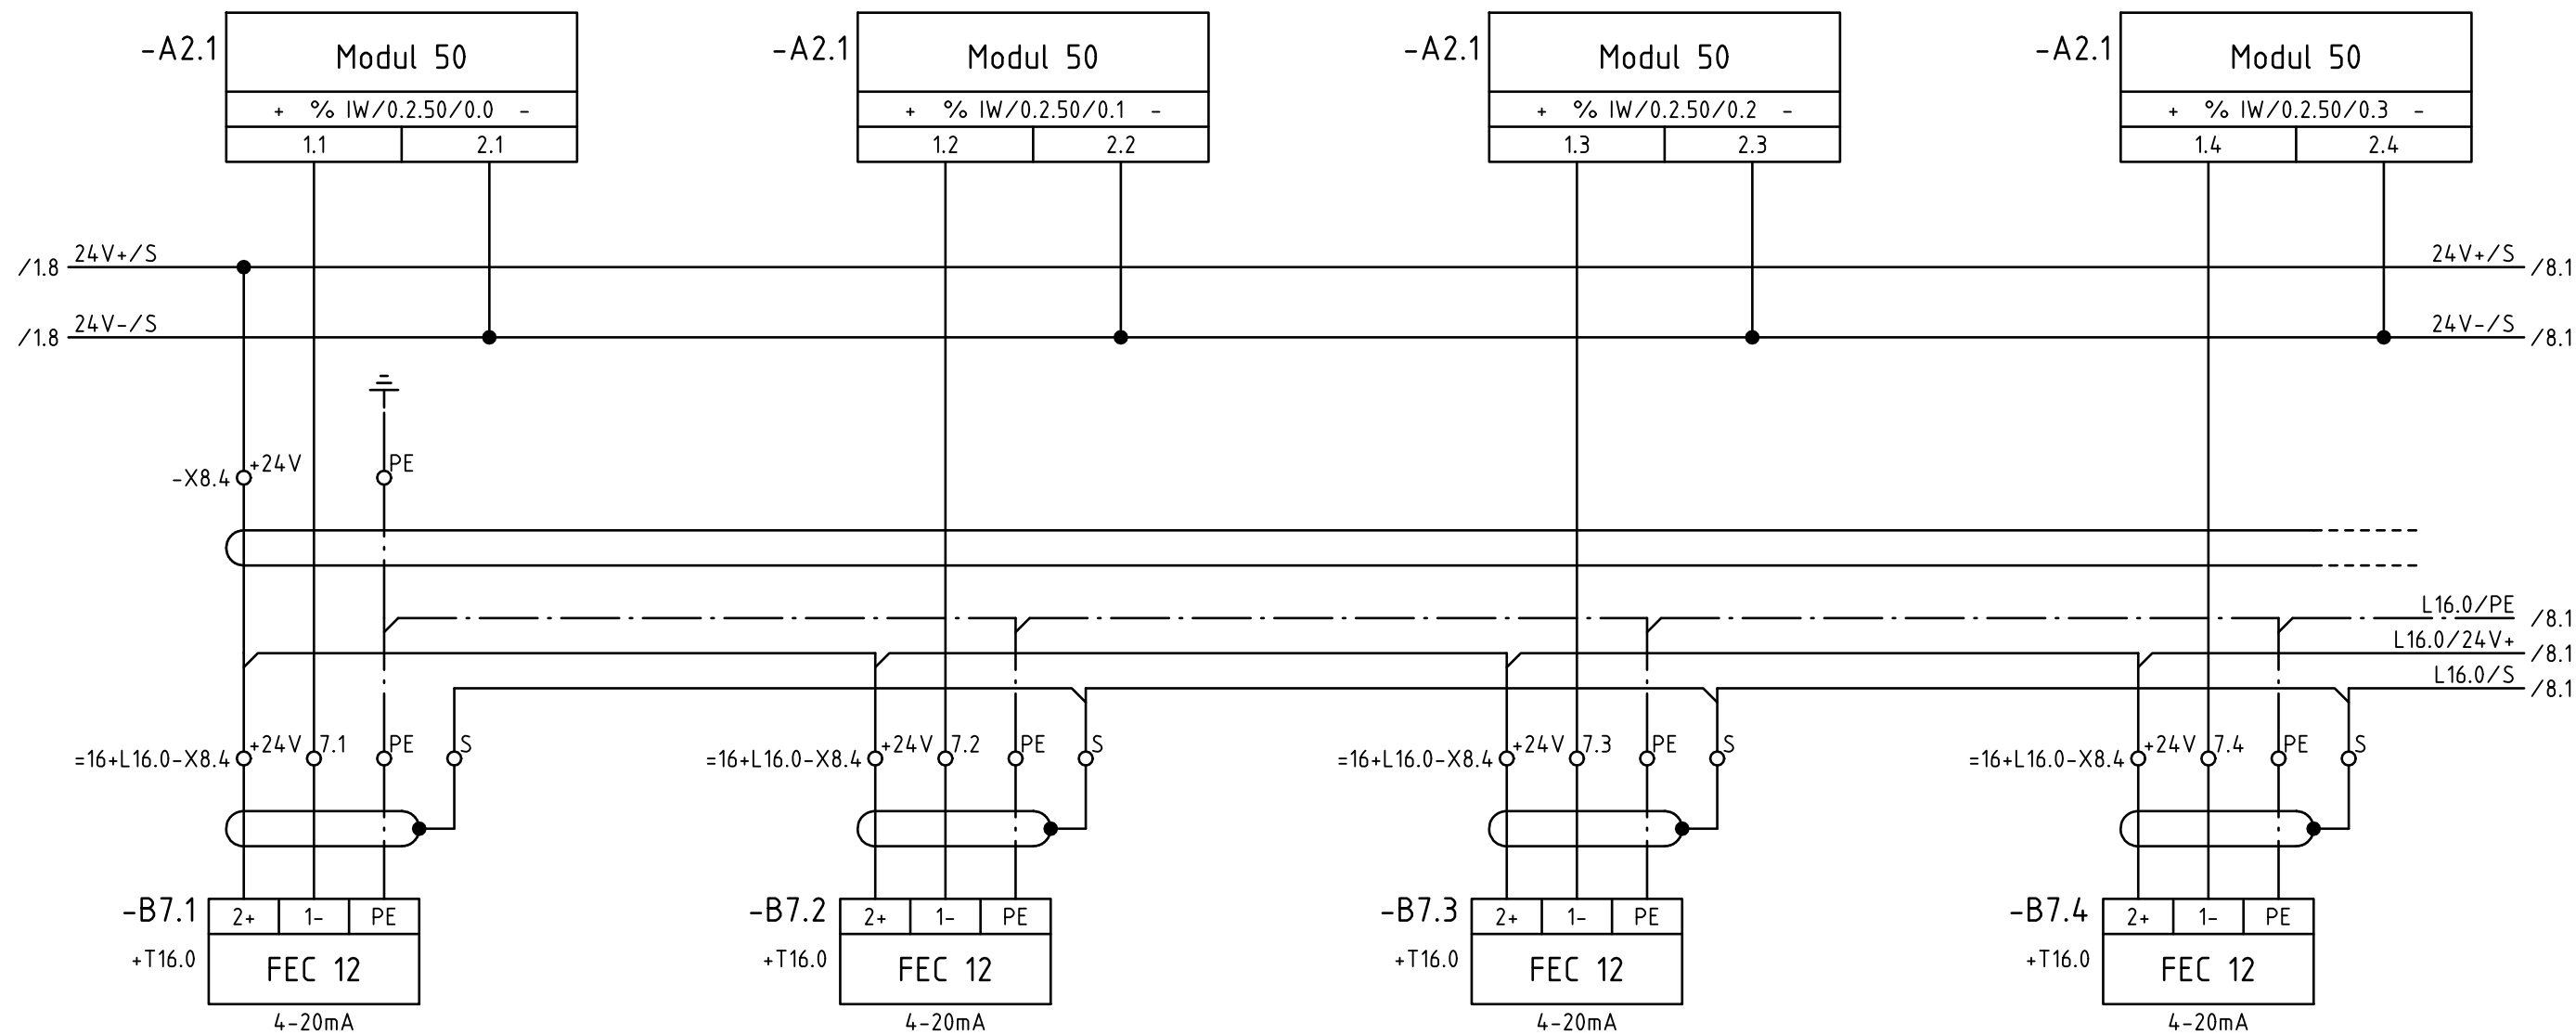 -A2.1 Modul 50 -A2.1 Modul 50 -A2.1 Modul 50 -A2.1 Modul 50
+ % IW/0.2.50/0.0 - + % IW/0.2.50/0.1 - + % IW/0.2.50/0.2 - + % IW/0.2.50/0.3 -
1.1 2.1 1.2 2.2 1.3 2.3 1.4 2.4
/1.8 24V+/S 24V+/S /8.1
/1.8 24V-/S 24V-/S /8.1
-X8.4 +24V PE
L16.0/PE /8.1
L16.0/24V+ /8.1
L16.0/S /8.1
=16+L16.0-X8.4 +24V 7.1 PE S =16+L16.0-X8.4 +24V 7.2 PE S =16+L16.0-X8.4 +24V 7.3 PE S =16+L16.0-X8.4 +24V 7.4 PE S
-B7.1 2+ 1- PE -B7.2 2+ 1- PE -B7.3 2+ 1- PE -B7.4 2+ 1- PE
+T16.0 FEC 12 +T16.0 FEC 12 +T16.0 FEC 12 +T16.0 FEC 12
4-20mA 4-20mA 4-20mA 4-20mA